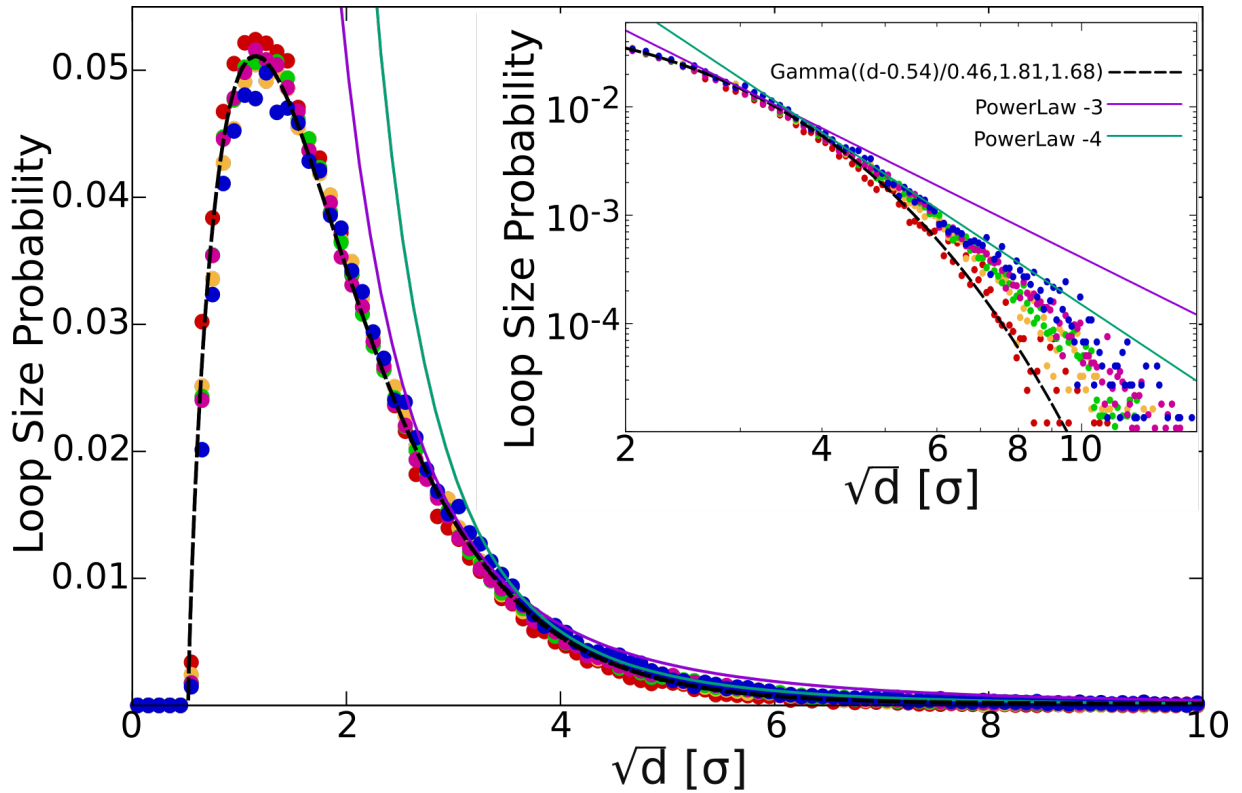 Loop Size Probability
0.05
0.04
0.03
0.02
0.01
0
2
4
6
8
10
√d [σ]
Loop Size Probability
10⁻²
10⁻³
10⁻⁴
2
4
6
8
10
√d [σ]
Gamma((d-0.54)/0.46,1.81,1.68)
PowerLaw -3
PowerLaw -4